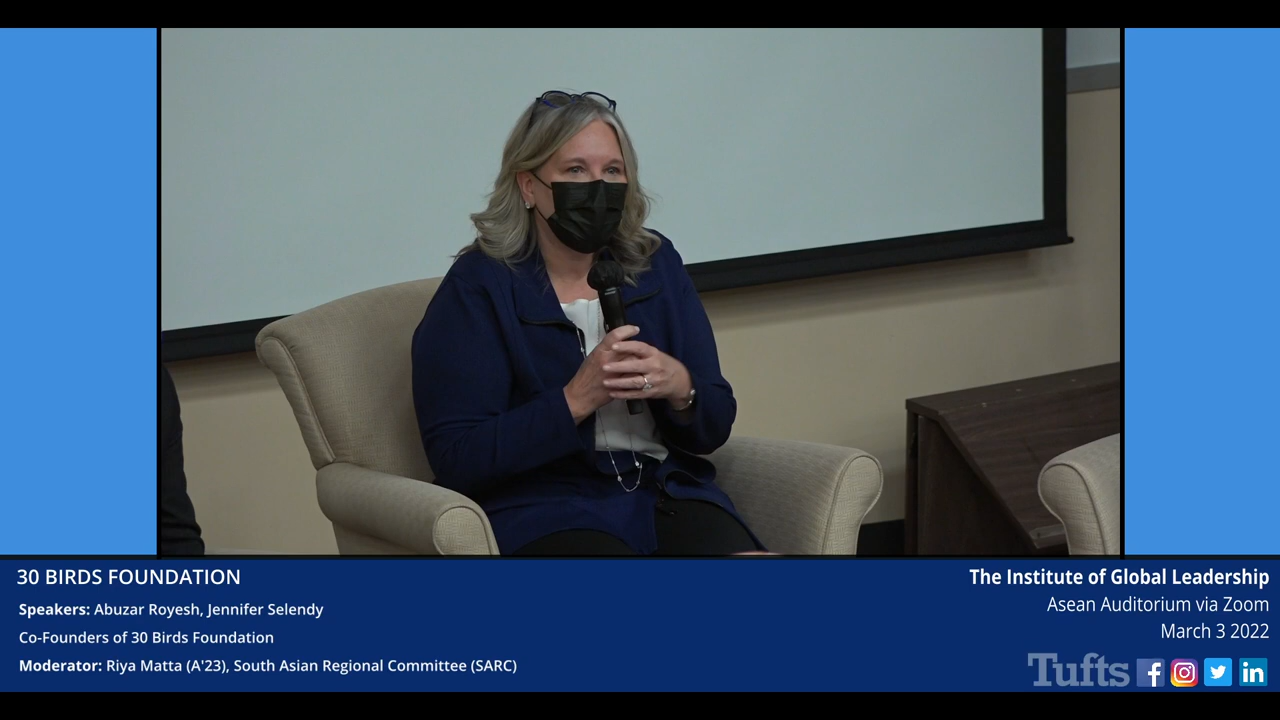 30 BIRDS FOUNDATION
Speakers: Abuzar Royesh, Jennifer Selendy
Co-Founders of 30 Birds Foundation
Moderator: Riya Matta (A'23), South Asian Regional Committee (SARC)
The Institute of Global Leadership
Asean Auditorium via Zoom
March 3 2022
Tufts